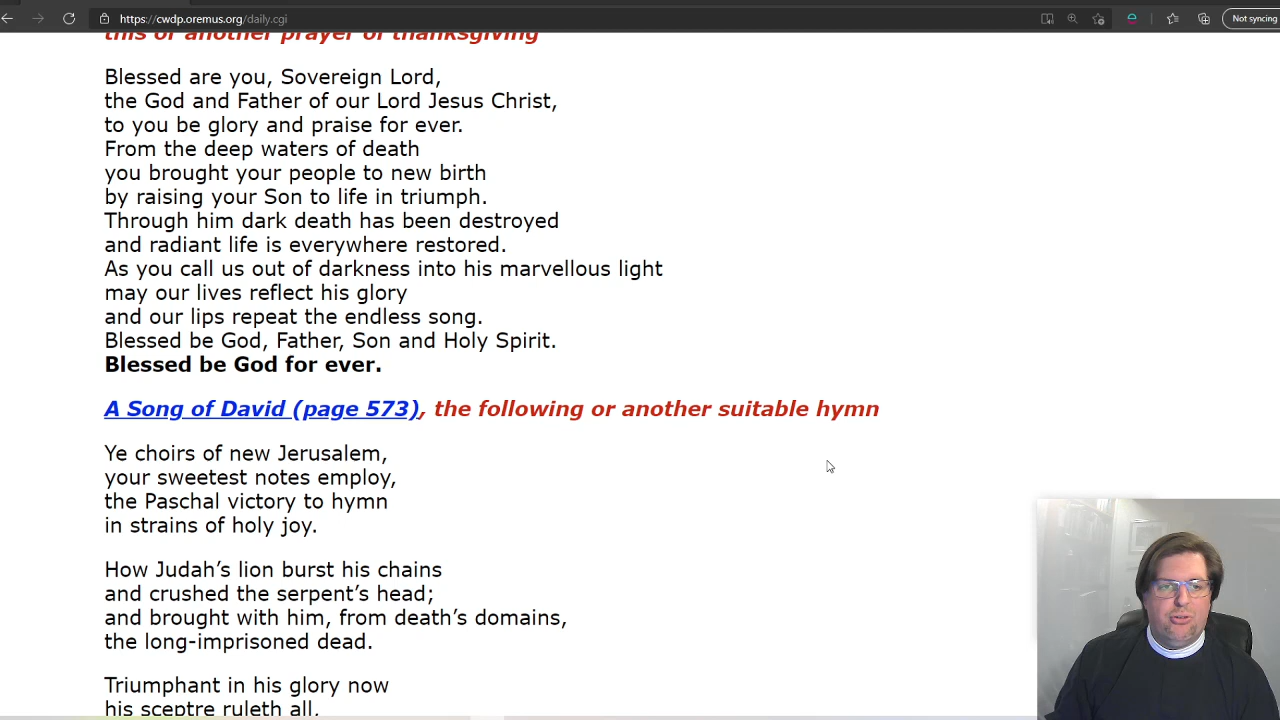 https://cwdp.oremus.org/daily.cgi
Not syncing
this or another prayer of thanksgiving
Blessed are you, Sovereign Lord,
the God and Father of our Lord Jesus Christ,
to you be glory and praise for ever.
From the deep waters of death
you brought your people to new birth
by raising your Son to life in triumph.
Through him dark death has been destroyed
and radiant life is everywhere restored.
As you call us out of darkness into his marvellous light
may our lives reflect his glory
and our lips repeat the endless song.
Blessed be God, Father, Son and Holy Spirit.
Blessed be God for ever.
A Song of David (page 573), the following or another suitable hymn
Ye choirs of new Jerusalem,
your sweetest notes employ,
the Paschal victory to hymn
in strains of holy joy.
How Judah’s lion burst his chains
and crushed the serpent’s head;
and brought with him, from death’s domains,
the long-imprisoned dead.
Triumphant in his glory now
his sceptre ruleth all,